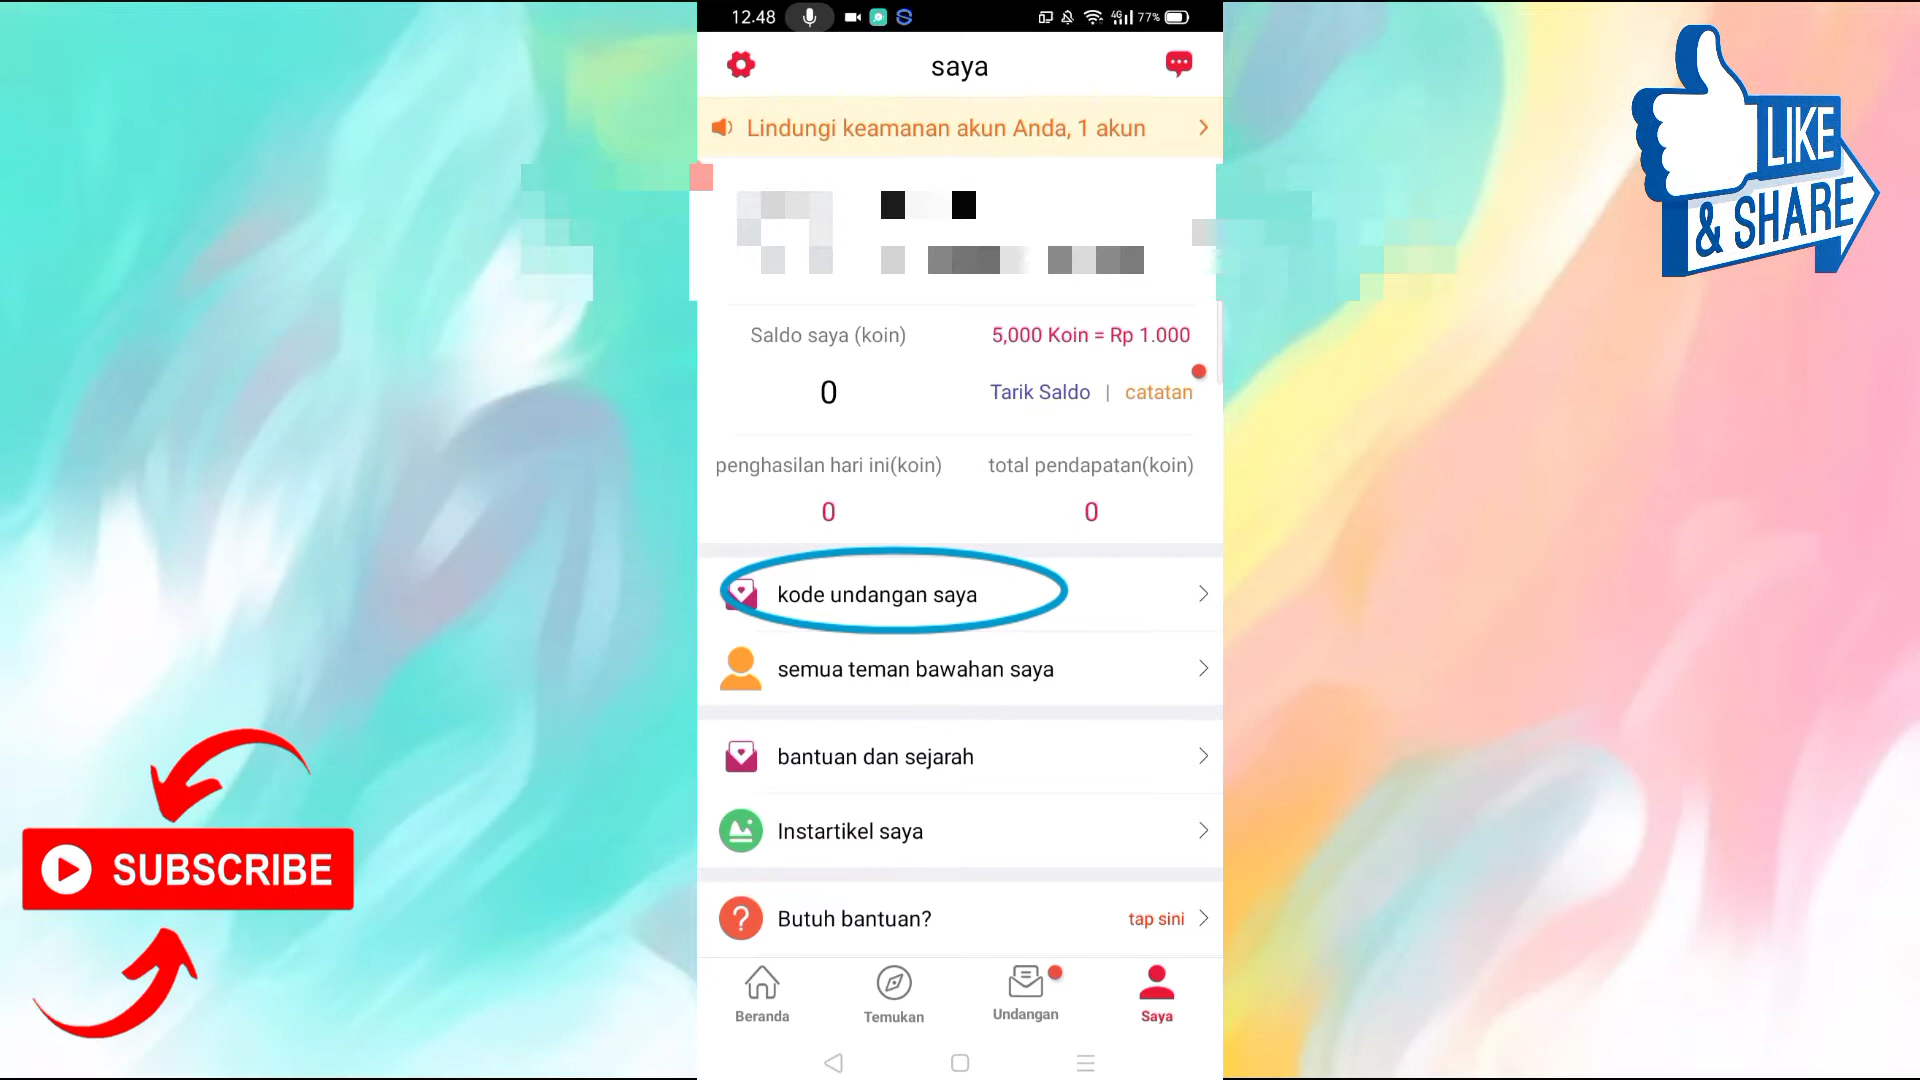 12.48
4G 77%
saya
Lindungi keamanan akun Anda, 1 akun
Saldo saya (koin)
5,000 Koin = Rp 1.000
0
Tarik Saldo | catatan
penghasilan hari ini(koin)
total pendapatan(koin)
0
0
kode undangan saya
semua teman bawahan saya
bantuan dan sejarah
Instartikel saya
Butuh bantuan?
tap sini
Beranda
Temukan
Undangan
Saya
LIKE
& SHARE
SUBSCRIBE